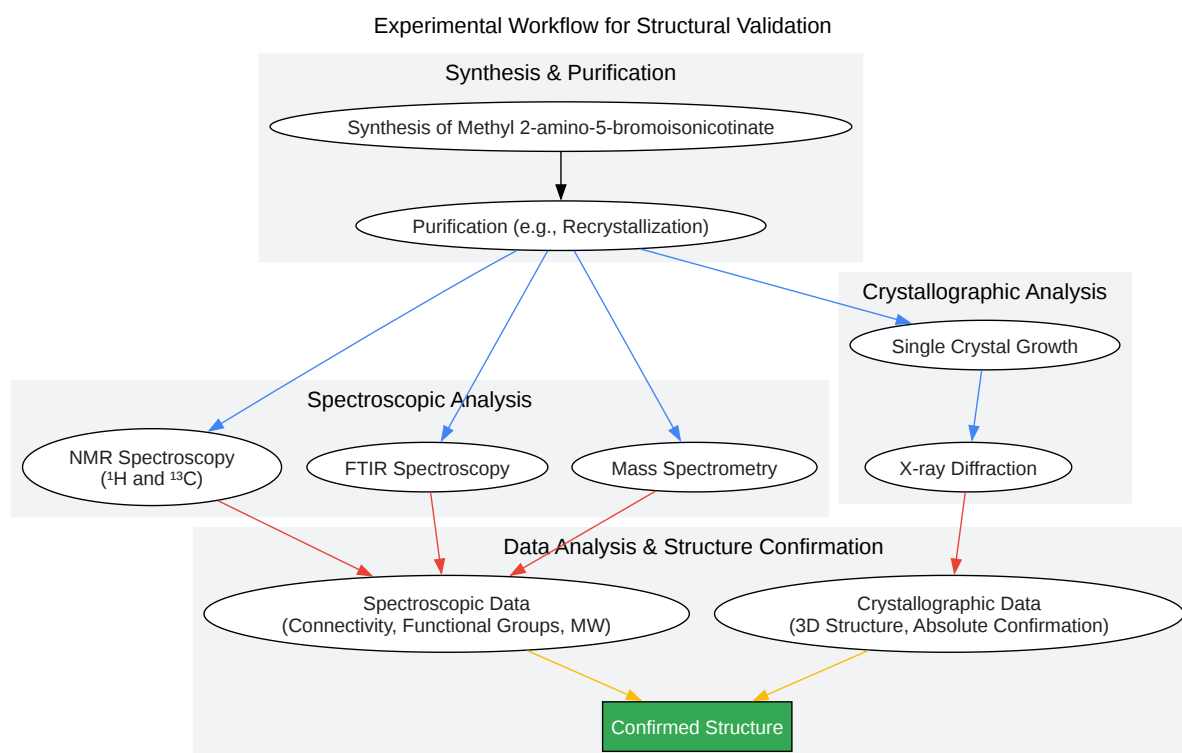 Experimental Workflow for Structural Validation
Synthesis & Purification
Synthesis of Methyl 2-amino-5-bromoisonicotinate
Purification (e.g., Recrystallization)
Crystallographic Analysis
Single Crystal Growth
Spectroscopic Analysis
NMR Spectroscopy
(¹H and ¹³C)
FTIR Spectroscopy
Mass Spectrometry
X-ray Diffraction
Data Analysis & Structure Confirmation
Spectroscopic Data
(Connectivity, Functional Groups, MW)
Crystallographic Data
(3D Structure, Absolute Confirmation)
Confirmed Structure